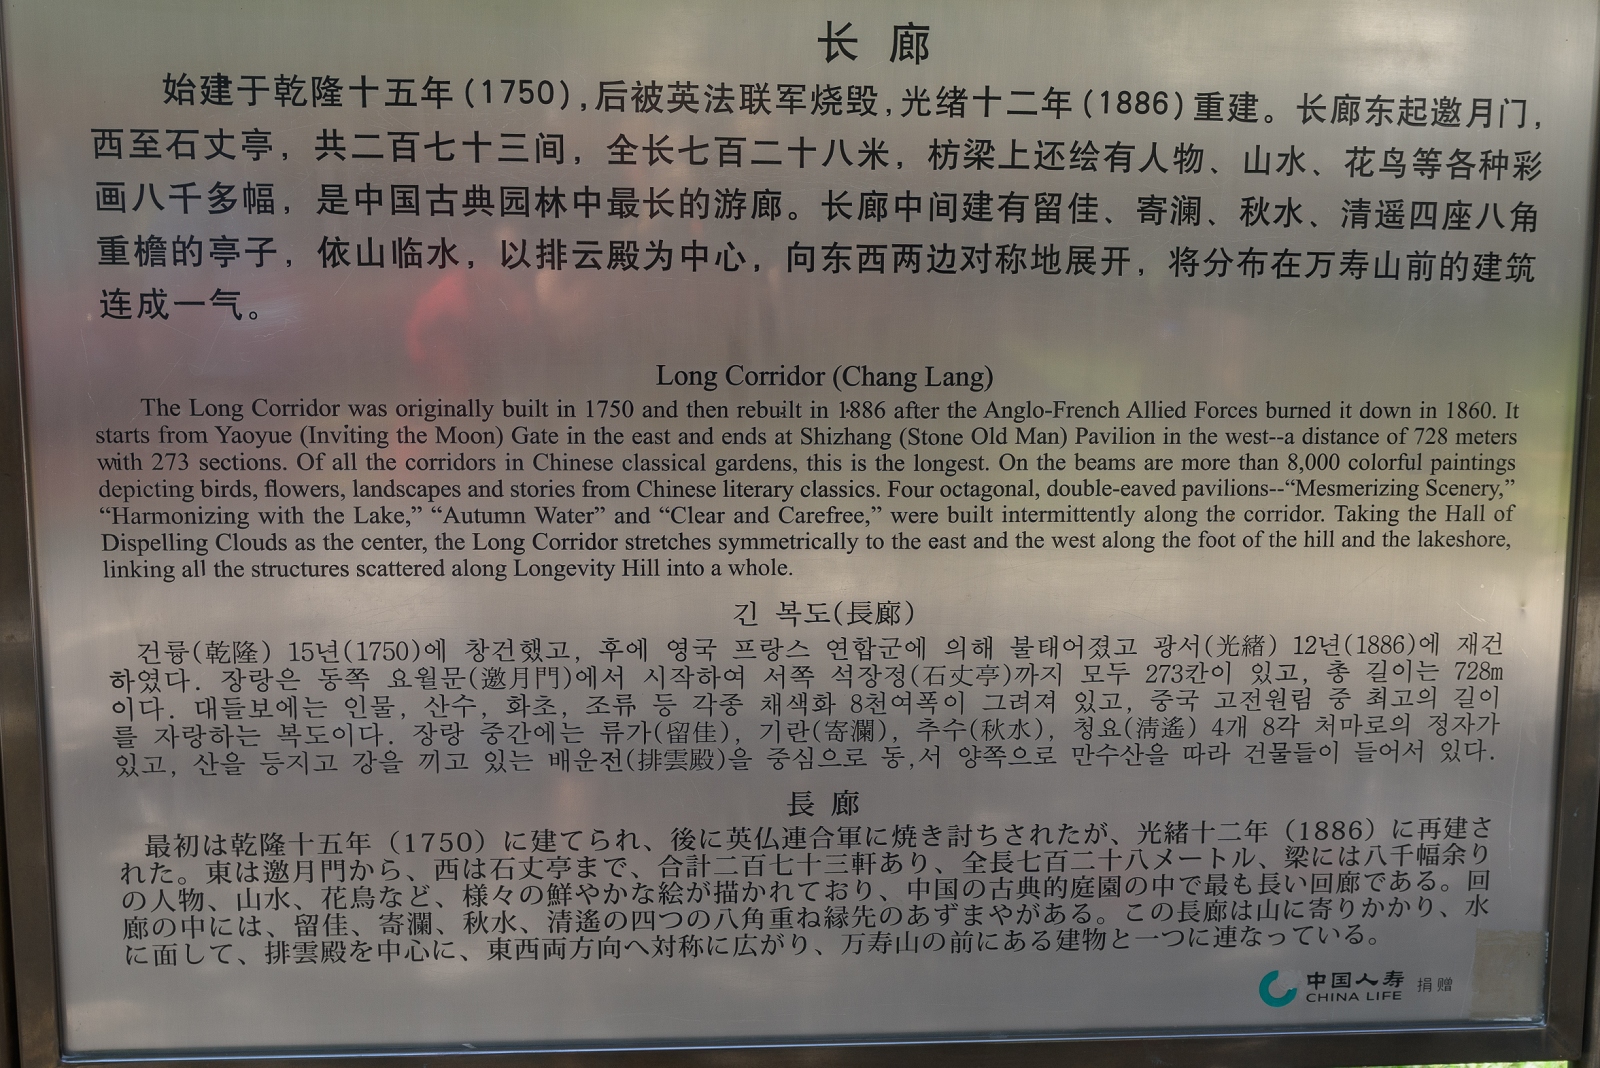 长 廊
始建于乾隆十五年(1750),后被英法联军烧毁,光绪十二年(1886)重建。长廊东起邀月门,
西至石丈亭，共二百七十三间，全长七百二十八米，枋梁上还绘有人物、山水、花鸟等各种彩
画八千多幅，是中国古典园林中最长的游廊。长廊中间建有留佳、寄澜、秋水、清遥四座八角
重檐的亭子，依山临水，以排云殿为中心，向东西两边对称地展开，将分布在万寿山前的建筑
连成一气。
Long Corridor (Chang Lang)
The Long Corridor was originally built in 1750 and then rebuilt in 1886 after the Anglo-French Allied Forces burned it down in 1860. It
starts from Yaoyue (Inviting the Moon) Gate in the east and ends at Shizhang (Stone Old Man) Pavilion in the west--a distance of 728 meters
with 273 sections. Of all the corridors in Chinese classical gardens, this is the longest. On the beams are more than 8,000 colorful paintings
depicting birds, flowers, landscapes and stories from Chinese literary classics. Four octagonal, double-eaved pavilions--“Mesmerizing Scenery,”
“Harmonizing with the Lake,” “Autumn Water” and “Clear and Carefree,” were built intermittently along the corridor. Taking the Hall of
Dispelling Clouds as the center, the Long Corridor stretches symmetrically to the east and the west along the foot of the hill and the lakeshore,
linking all the structures scattered along Longevity Hill into a whole.
긴 복도(長廊)
건륭(乾隆) 15년(1750)에 창건했고, 후에 영국 프랑스 연합군에 의해 불태어졌고 광서(光緖) 12년(1886)에 재건
하였다. 장랑은 동쪽 요월문(邀月門)에서 시작하여 서쪽 석장정(石丈亭)까지 모두 273칸이 있고, 총 길이는 728m
이다. 대들보에는 인물, 산수, 화초, 조류 등 각종 채색화 8천여폭이 그려져 있고, 중국 고전원림 중 최고의 길이
를 자랑하는 복도이다. 장랑 중간에는 류가(留佳), 기란(寄瀾), 추수(秋水), 청요(淸遙) 4개 8각 처마로의 정자가
있고, 산을 등지고 강을 끼고 있는 배운전(排雲殿)을 중심으로 동,서 양쪽으로 만수산을 따라 건물들이 들어서 있다.
長 廊
最初は乾隆十五年（1750）に建てられ、後に英仏連合軍に焼き討ちされたが、光緒十二年（1886）に再建さ
れた。東は邀月門から、西は石丈亭まで、合計二百七十三軒あり、全長七百二十八メートル、梁には八千幅余り
の人物、山水、花鳥など、様々の鮮やかな絵が描かれており、中国の古典的庭園の中で最も長い回廊である。回
廊の中には、留佳、寄瀾、秋水、清遙の四つの八角重ね縁先のあずまやがある。この長廊は山に寄りかかり、水
に面して、排雲殿を中心に、東西両方向へ対称に広がり、万寿山の前にある建物と一つに連なっている。
中国人寿 捐赠
CHINA LIFE